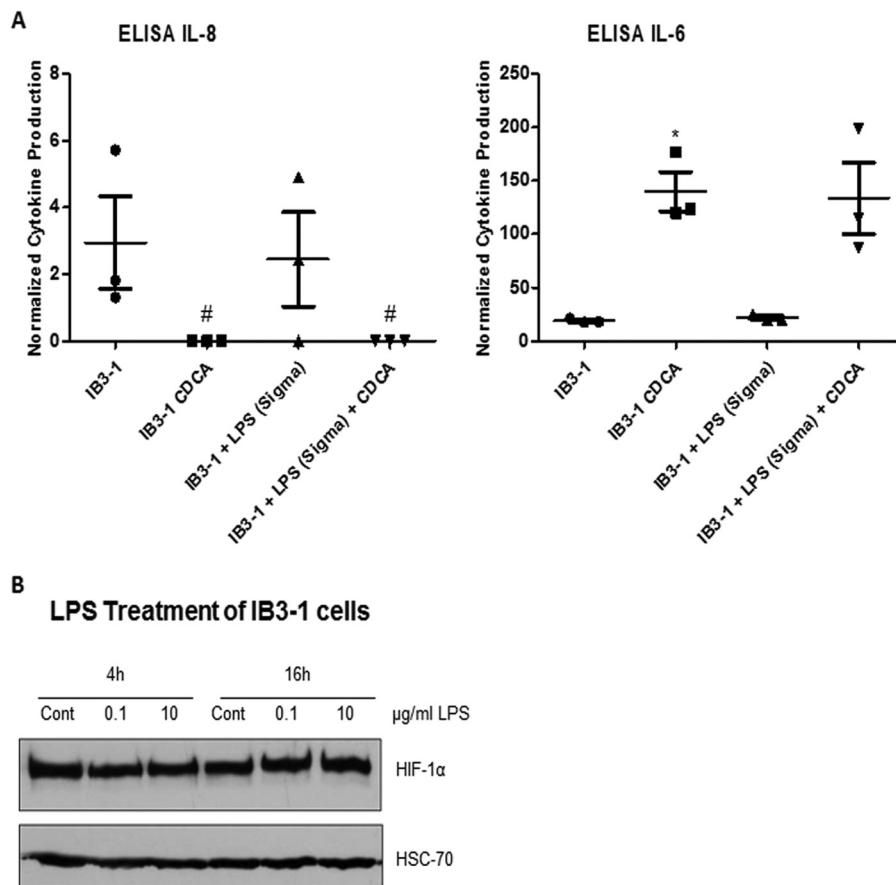 A
ELISA IL-8
Normalized Cytokine Production
8
6
4
2
0
#
#
IB3-1
IB3-1 CDCA
IB3-1 + LPS (Sigma)
IB3-1 + LPS (Sigma) + CDCA
ELISA IL-6
Normalized Cytokine Production
250
200
150
100
50
0
*
IB3-1
IB3-1 CDCA
IB3-1 + LPS (Sigma)
IB3-1 + LPS (Sigma) + CDCA
B
LPS Treatment of IB3-1 cells
4h 16h
Cont 0.1 10 Cont 0.1 10 µg/ml LPS
HIF-1α
HSC-70